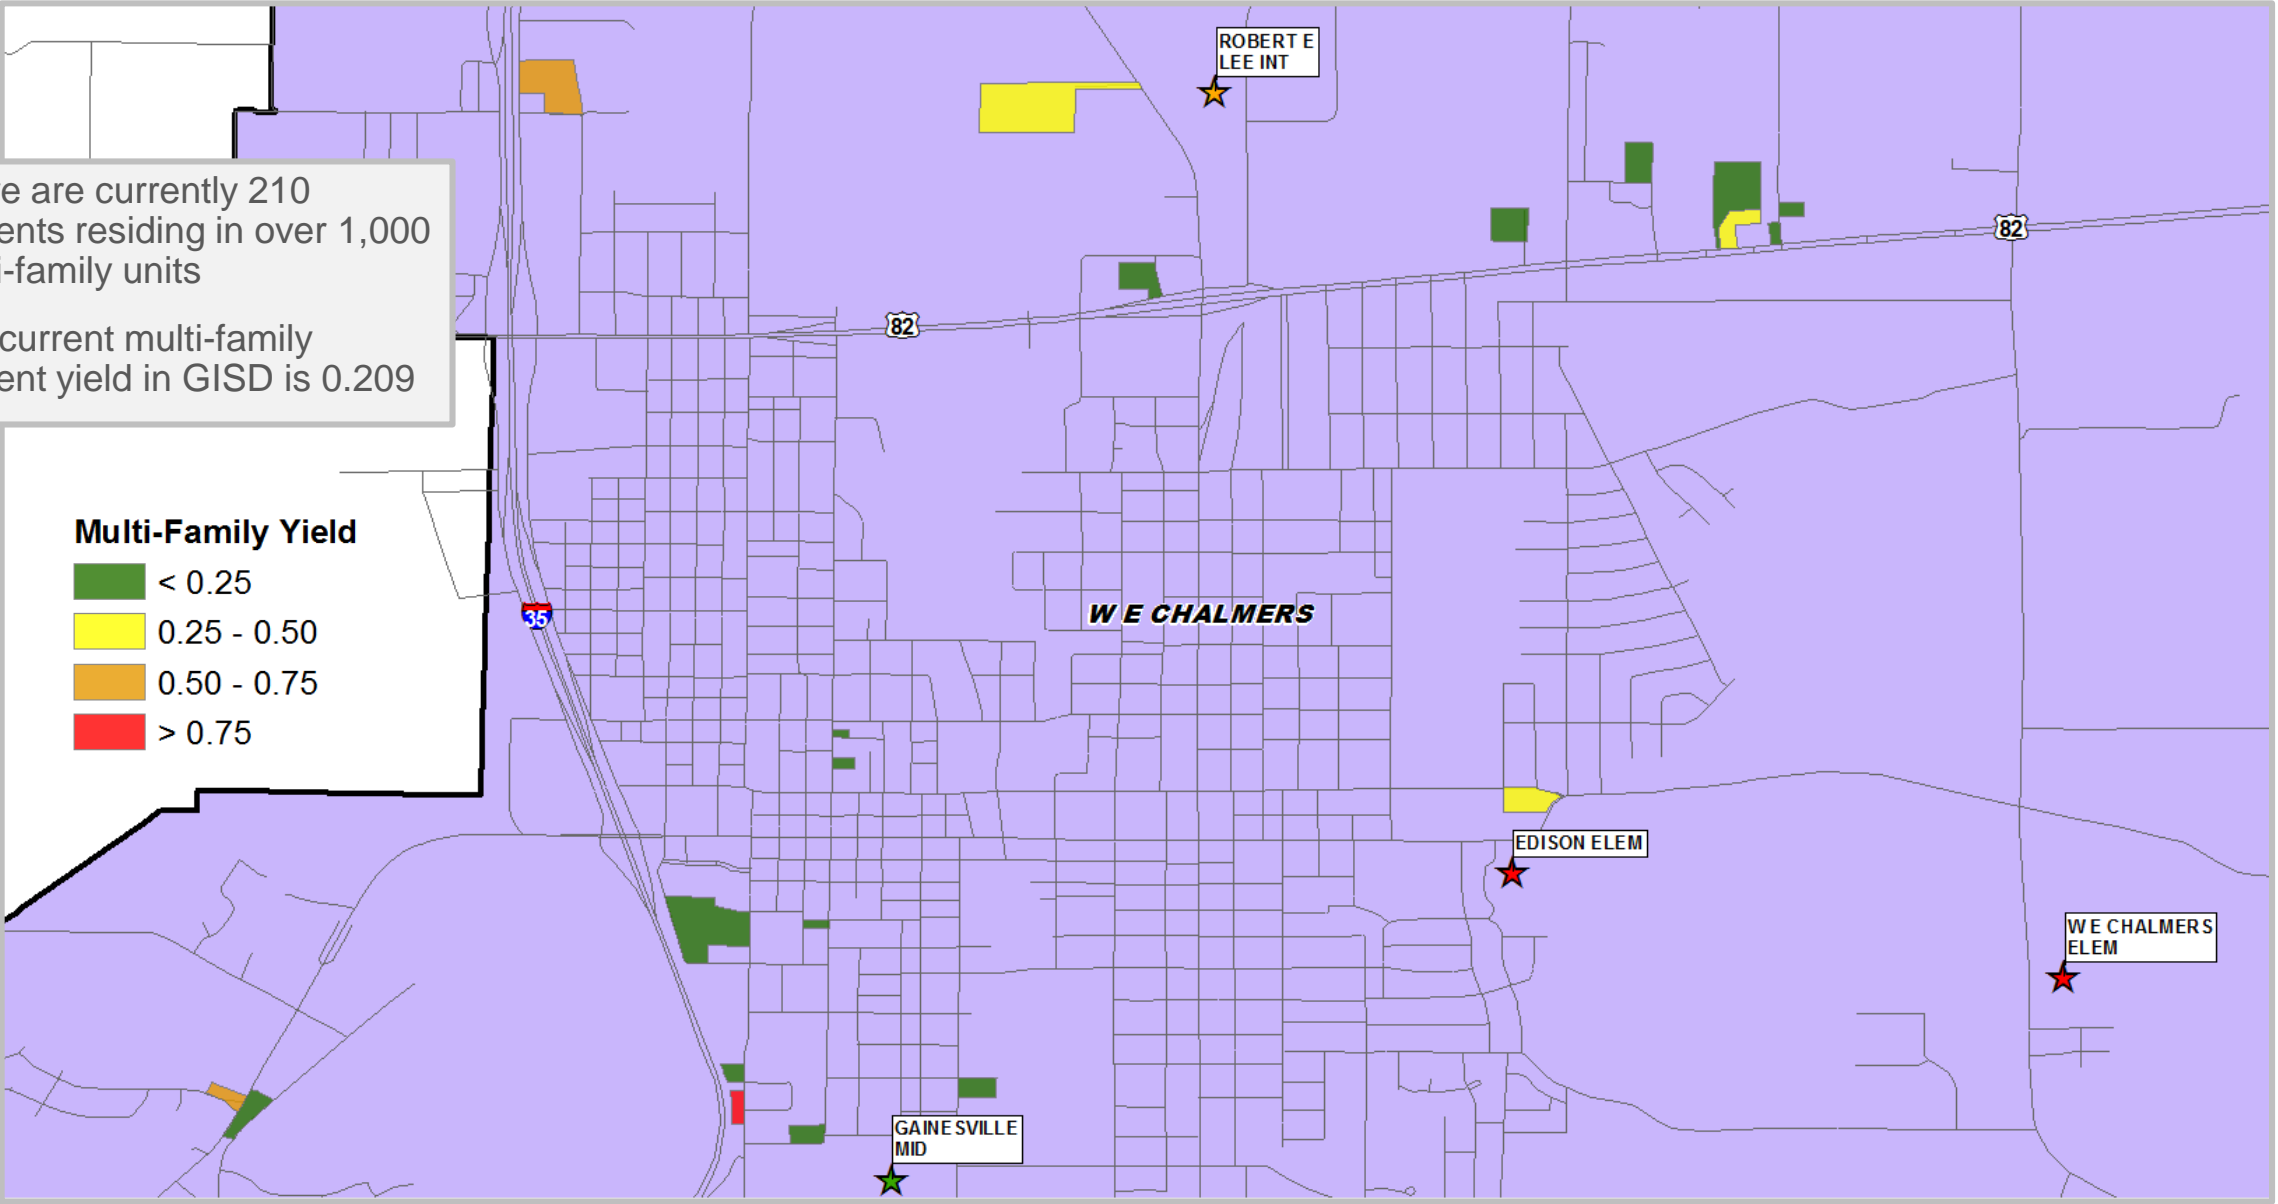 ROBERT E
LEE INT
e are currently 210
ents residing in over 1,000
i-family units
current multi-family
ent yield in GISD is 0.209
82
82
Multi-Family Yield
< 0.25
0.25 - 0.50
0.50 - 0.75
> 0.75
35
W E CHALMERS
EDISON ELEM
W E CHALMERS
ELEM
GAINESVILLE
MID